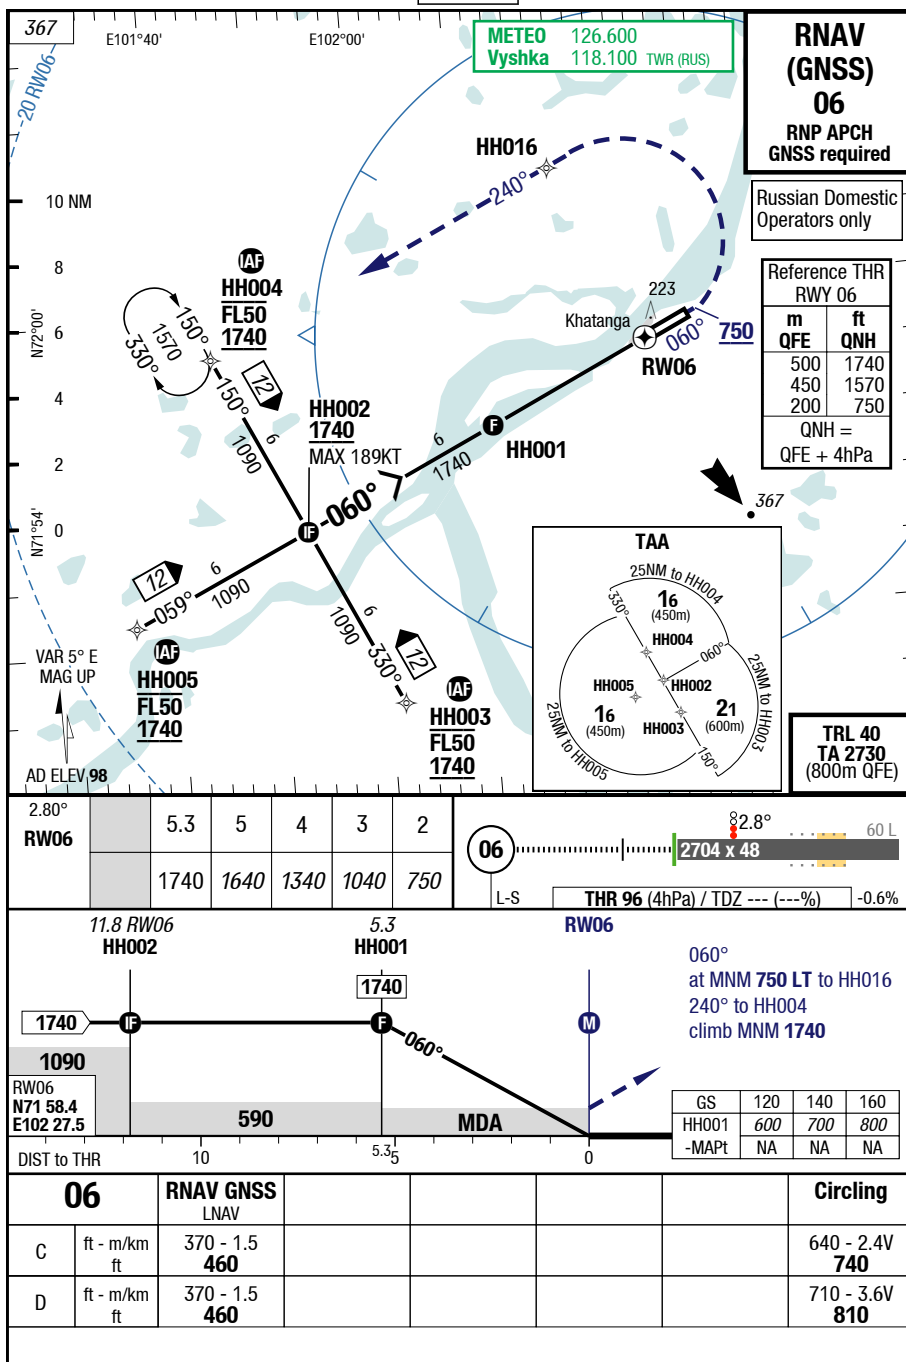 367
E101°40'
E102°00'
METEO 126.600
Vyshka 118.100 TWR (RUS)
RNAV
(GNSS)
06
RNP APCH
GNSS required
20 RW06
HH016
240°
10 NM
8
6
4
2
0
N72°00'
N71°54'
Russian Domestic
Operators only
IAF
HH004
FL50
1740
150°
1570
330°
150°
12
6
1090
Reference THR
RWY 06
m ft
QFE QNH
500 1740
450 1570
200 750
QNH =
QFE + 4hPa
223
Khatanga
060°
750
RW06
HH002
1740
MAX 189KT
F
HH001
6
1740
060°
IF
367
12
059°
6
1090
6
1090
330°
12
IAF
HH005
FL50
1740
IAF
HH003
FL50
1740
VAR 5° E
MAG UP
AD ELEV 98
TAA
25NM to HH004
330°
16
(450m)
HH004
060°
HH005
HH002
16
(450m)
HH003
21
(600m)
150°
25NM to HH005
25NM to HH003
TRL 40
TA 2730
(800m QFE)
2.80°
RW06
5.3 5 4 3 2
1740 1640 1340 1040 750
06
2.8°
60 L
2704 x 48
L-S
THR 96 (4hPa) / TDZ --- (---%)
-0.6%
11.8 RW06
HH002
5.3
HH001
RW06
1740
1740
IF
F
M
060°
060°
at MNM 750 LT to HH016
240° to HH004
climb MNM 1740
1090
RW06
N71 58.4
E102 27.5
590
MDA
GS 120 140 160
HH001 600 700 800
-MAPt NA NA NA
DIST to THR
10
5.3
5
0
06 RNAV GNSS Circling
LNAV
C ft - m/km 370 - 1.5 640 - 2.4V
ft 460 740
D ft - m/km 370 - 1.5 710 - 3.6V
ft 460 810